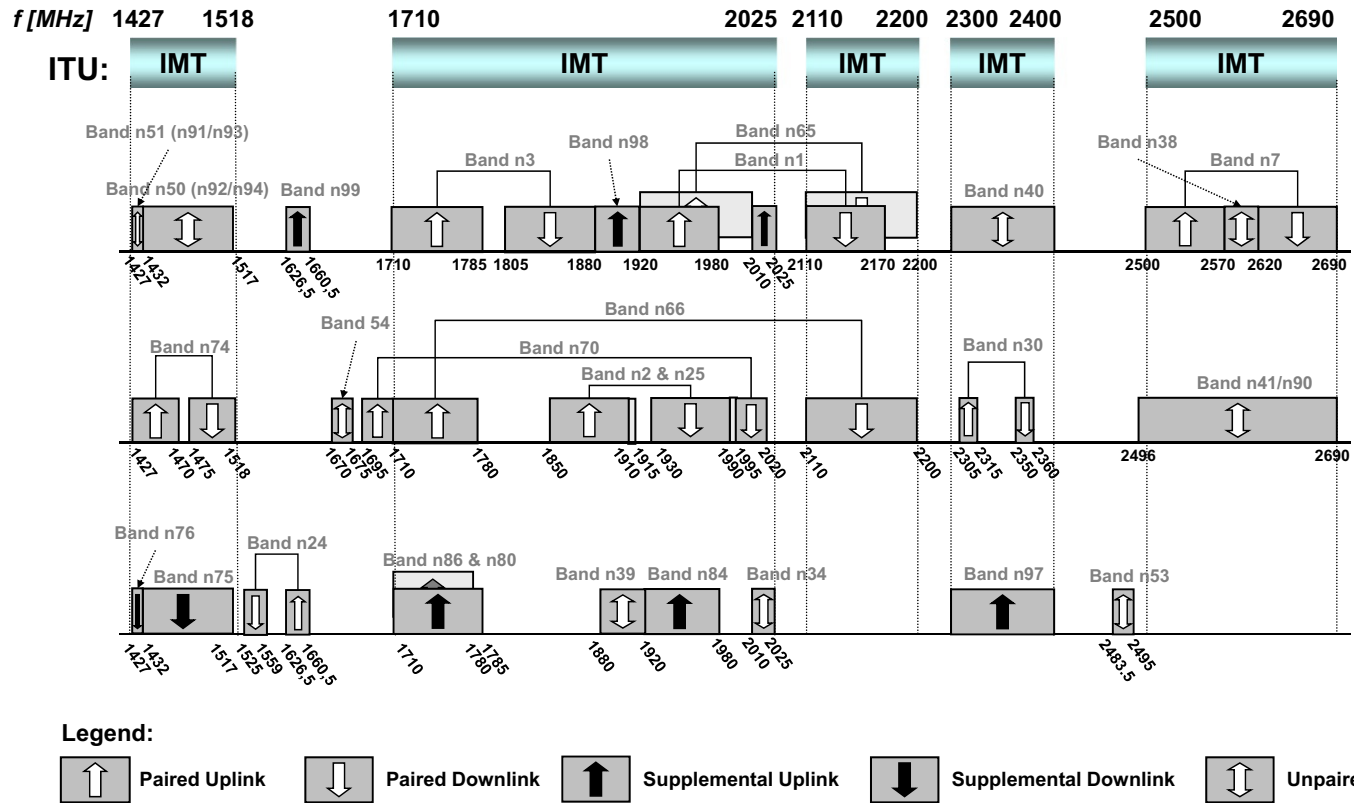 f [MHz] 1427 1518 1710 2025 2110 2200 2300 2400 2500 2690
ITU: IMT IMT IMT IMT IMT
Band n51 (n91/n93)
Band n50 (n92/n94)
Band n99
Band n3
Band n98
Band n65
Band n1
Band n40
Band n38
Band n7
1427 1432 1517 1626,5 1660,5 1710 1785 1805 1880 1920 1980 2010 2025 2110 2170 2200 2500 2570 2620 2690
Band n74
Band 54
Band n66
Band n70
Band n2 & n25
Band n30
Band n41/n90
1427 1470 1475 1518 1670 1675 1695 1710 1780 1850 1910 1915 1930 1990 1995 2020 2110 2200 2305 2315 2350 2360 2496 2690
Band n76
Band n75
Band n24
Band n86 & n80
Band n39
Band n84
Band n34
Band n97
Band n53
1427 1432 1517 1525 1559 1626,5 1660,5 1710 1780 1785 1880 1920 1980 2010 2025 2483.5 2495
Legend:
Paired Uplink Paired Downlink Supplemental Uplink Supplemental Downlink Unpaire